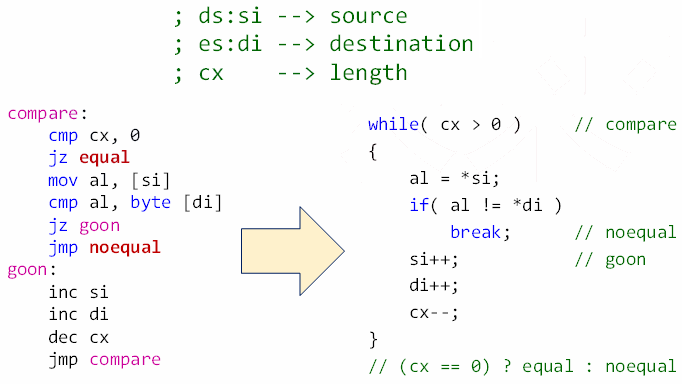 ; ds:si --> source
; es:di --> destination
; cx    --> length
compare:
    cmp cx, 0
    jz equal
    mov al, [si]
    cmp al, byte [di]
    jz goon
    jmp noequal
goon:
    inc si
    inc di
    dec cx
    jmp compare
while( cx > 0 )     // compare
{
    al = *si;
    if( al != *di )
        break;      // noequal
    si++;           // goon
    di++;
    cx--;
}
// (cx == 0) ? equal : noequal